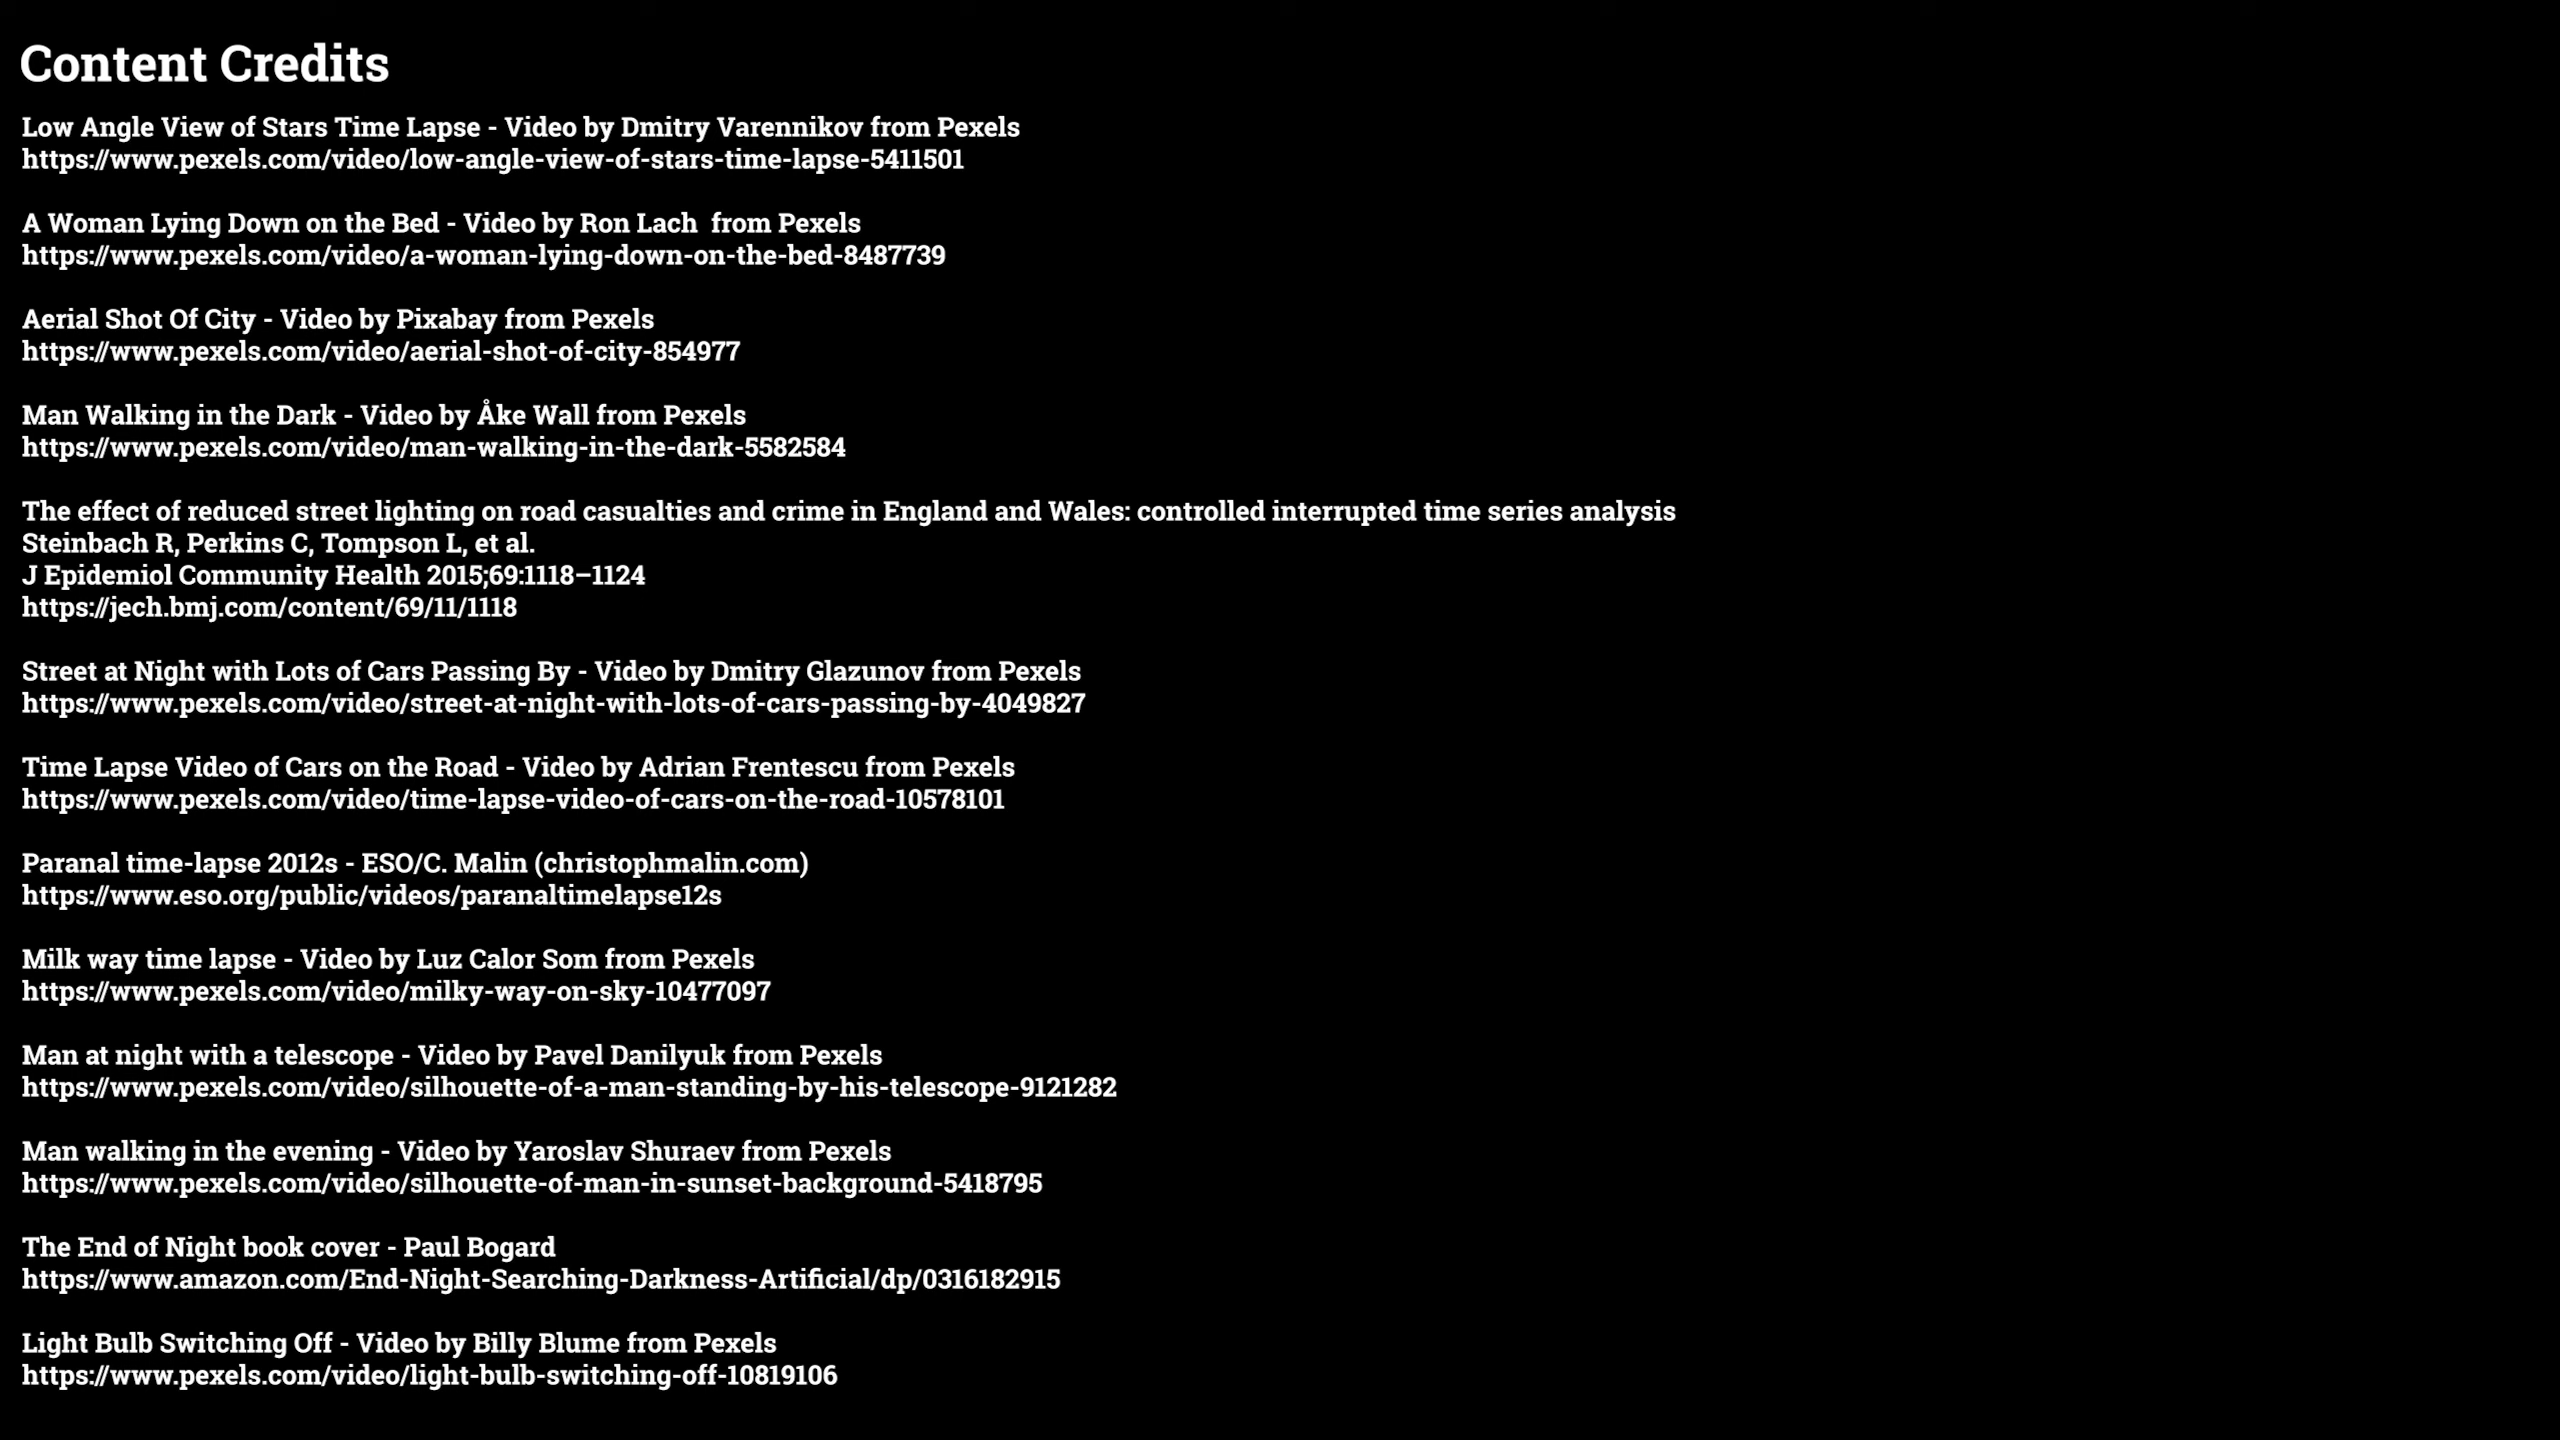 Content Credits
Low Angle View of Stars Time Lapse - Video by Dmitry Varennikov from Pexels
https://www.pexels.com/video/low-angle-view-of-stars-time-lapse-5411501
A Woman Lying Down on the Bed - Video by Ron Lach  from Pexels
https://www.pexels.com/video/a-woman-lying-down-on-the-bed-8487739
Aerial Shot Of City - Video by Pixabay from Pexels
https://www.pexels.com/video/aerial-shot-of-city-854977
Man Walking in the Dark - Video by Åke Wall from Pexels
https://www.pexels.com/video/man-walking-in-the-dark-5582584
The effect of reduced street lighting on road casualties and crime in England and Wales: controlled interrupted time series analysis
Steinbach R, Perkins C, Tompson L, et al.
J Epidemiol Community Health 2015;69:1118–1124
https://jech.bmj.com/content/69/11/1118
Street at Night with Lots of Cars Passing By - Video by Dmitry Glazunov from Pexels
https://www.pexels.com/video/street-at-night-with-lots-of-cars-passing-by-4049827
Time Lapse Video of Cars on the Road - Video by Adrian Frentescu from Pexels
https://www.pexels.com/video/time-lapse-video-of-cars-on-the-road-10578101
Paranal time-lapse 2012s - ESO/C. Malin (christophmalin.com)
https://www.eso.org/public/videos/paranaltimelapse12s
Milk way time lapse - Video by Luz Calor Som from Pexels
https://www.pexels.com/video/milky-way-on-sky-10477097
Man at night with a telescope - Video by Pavel Danilyuk from Pexels
https://www.pexels.com/video/silhouette-of-a-man-standing-by-his-telescope-9121282
Man walking in the evening - Video by Yaroslav Shuraev from Pexels
https://www.pexels.com/video/silhouette-of-man-in-sunset-background-5418795
The End of Night book cover - Paul Bogard
https://www.amazon.com/End-Night-Searching-Darkness-Artificial/dp/0316182915
Light Bulb Switching Off - Video by Billy Blume from Pexels
https://www.pexels.com/video/light-bulb-switching-off-10819106